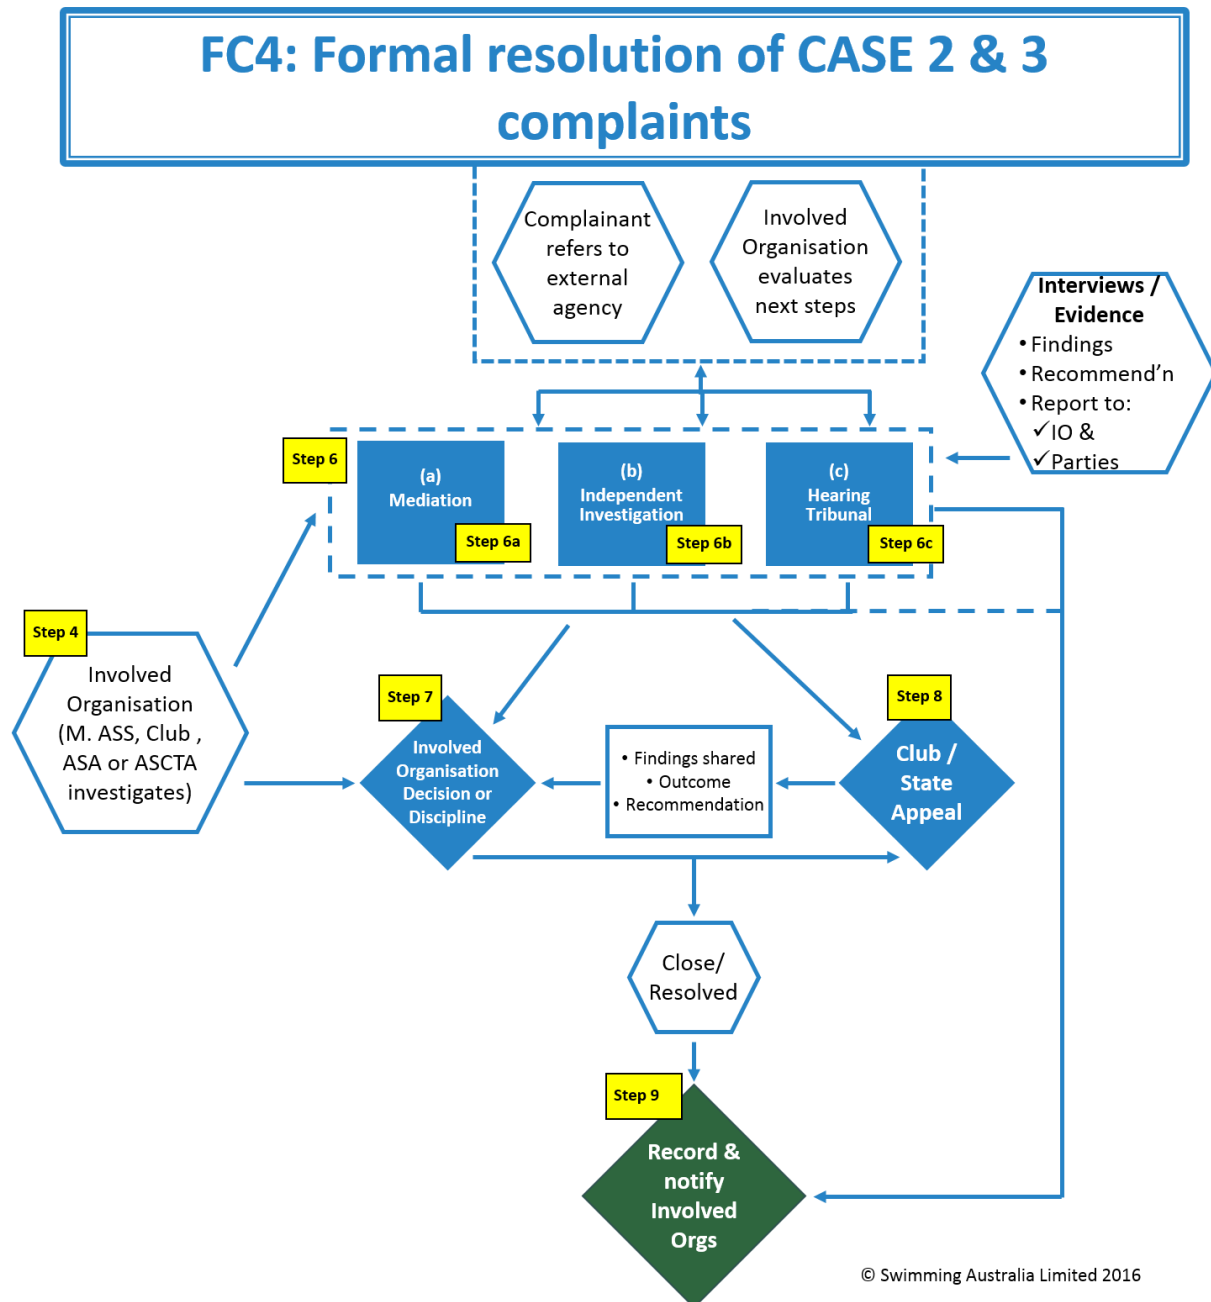 FC4: Formal resolution of CASE 2 & 3
complaints
Complainant
refers to
external
agency
Involved
Organisation
evaluates
next steps
Interviews /
Evidence
• Findings
• Recommend’n
• Report to:
✓IO &
✓Parties
Step 6
(a)
Mediation
Step 6a
(b)
Independent
Investigation
Step 6b
(c)
Hearing
Tribunal
Step 6c
Step 4
Involved
Organisation
(M. ASS, Club ,
ASA or ASCTA
investigates)
Step 7
Involved
Organisation
Decision or
Discipline
• Findings shared
• Outcome
• Recommendation
Step 8
Club /
State
Appeal
Close/
Resolved
Step 9
Record &
notify
Involved
Orgs
© Swimming Australia Limited 2016